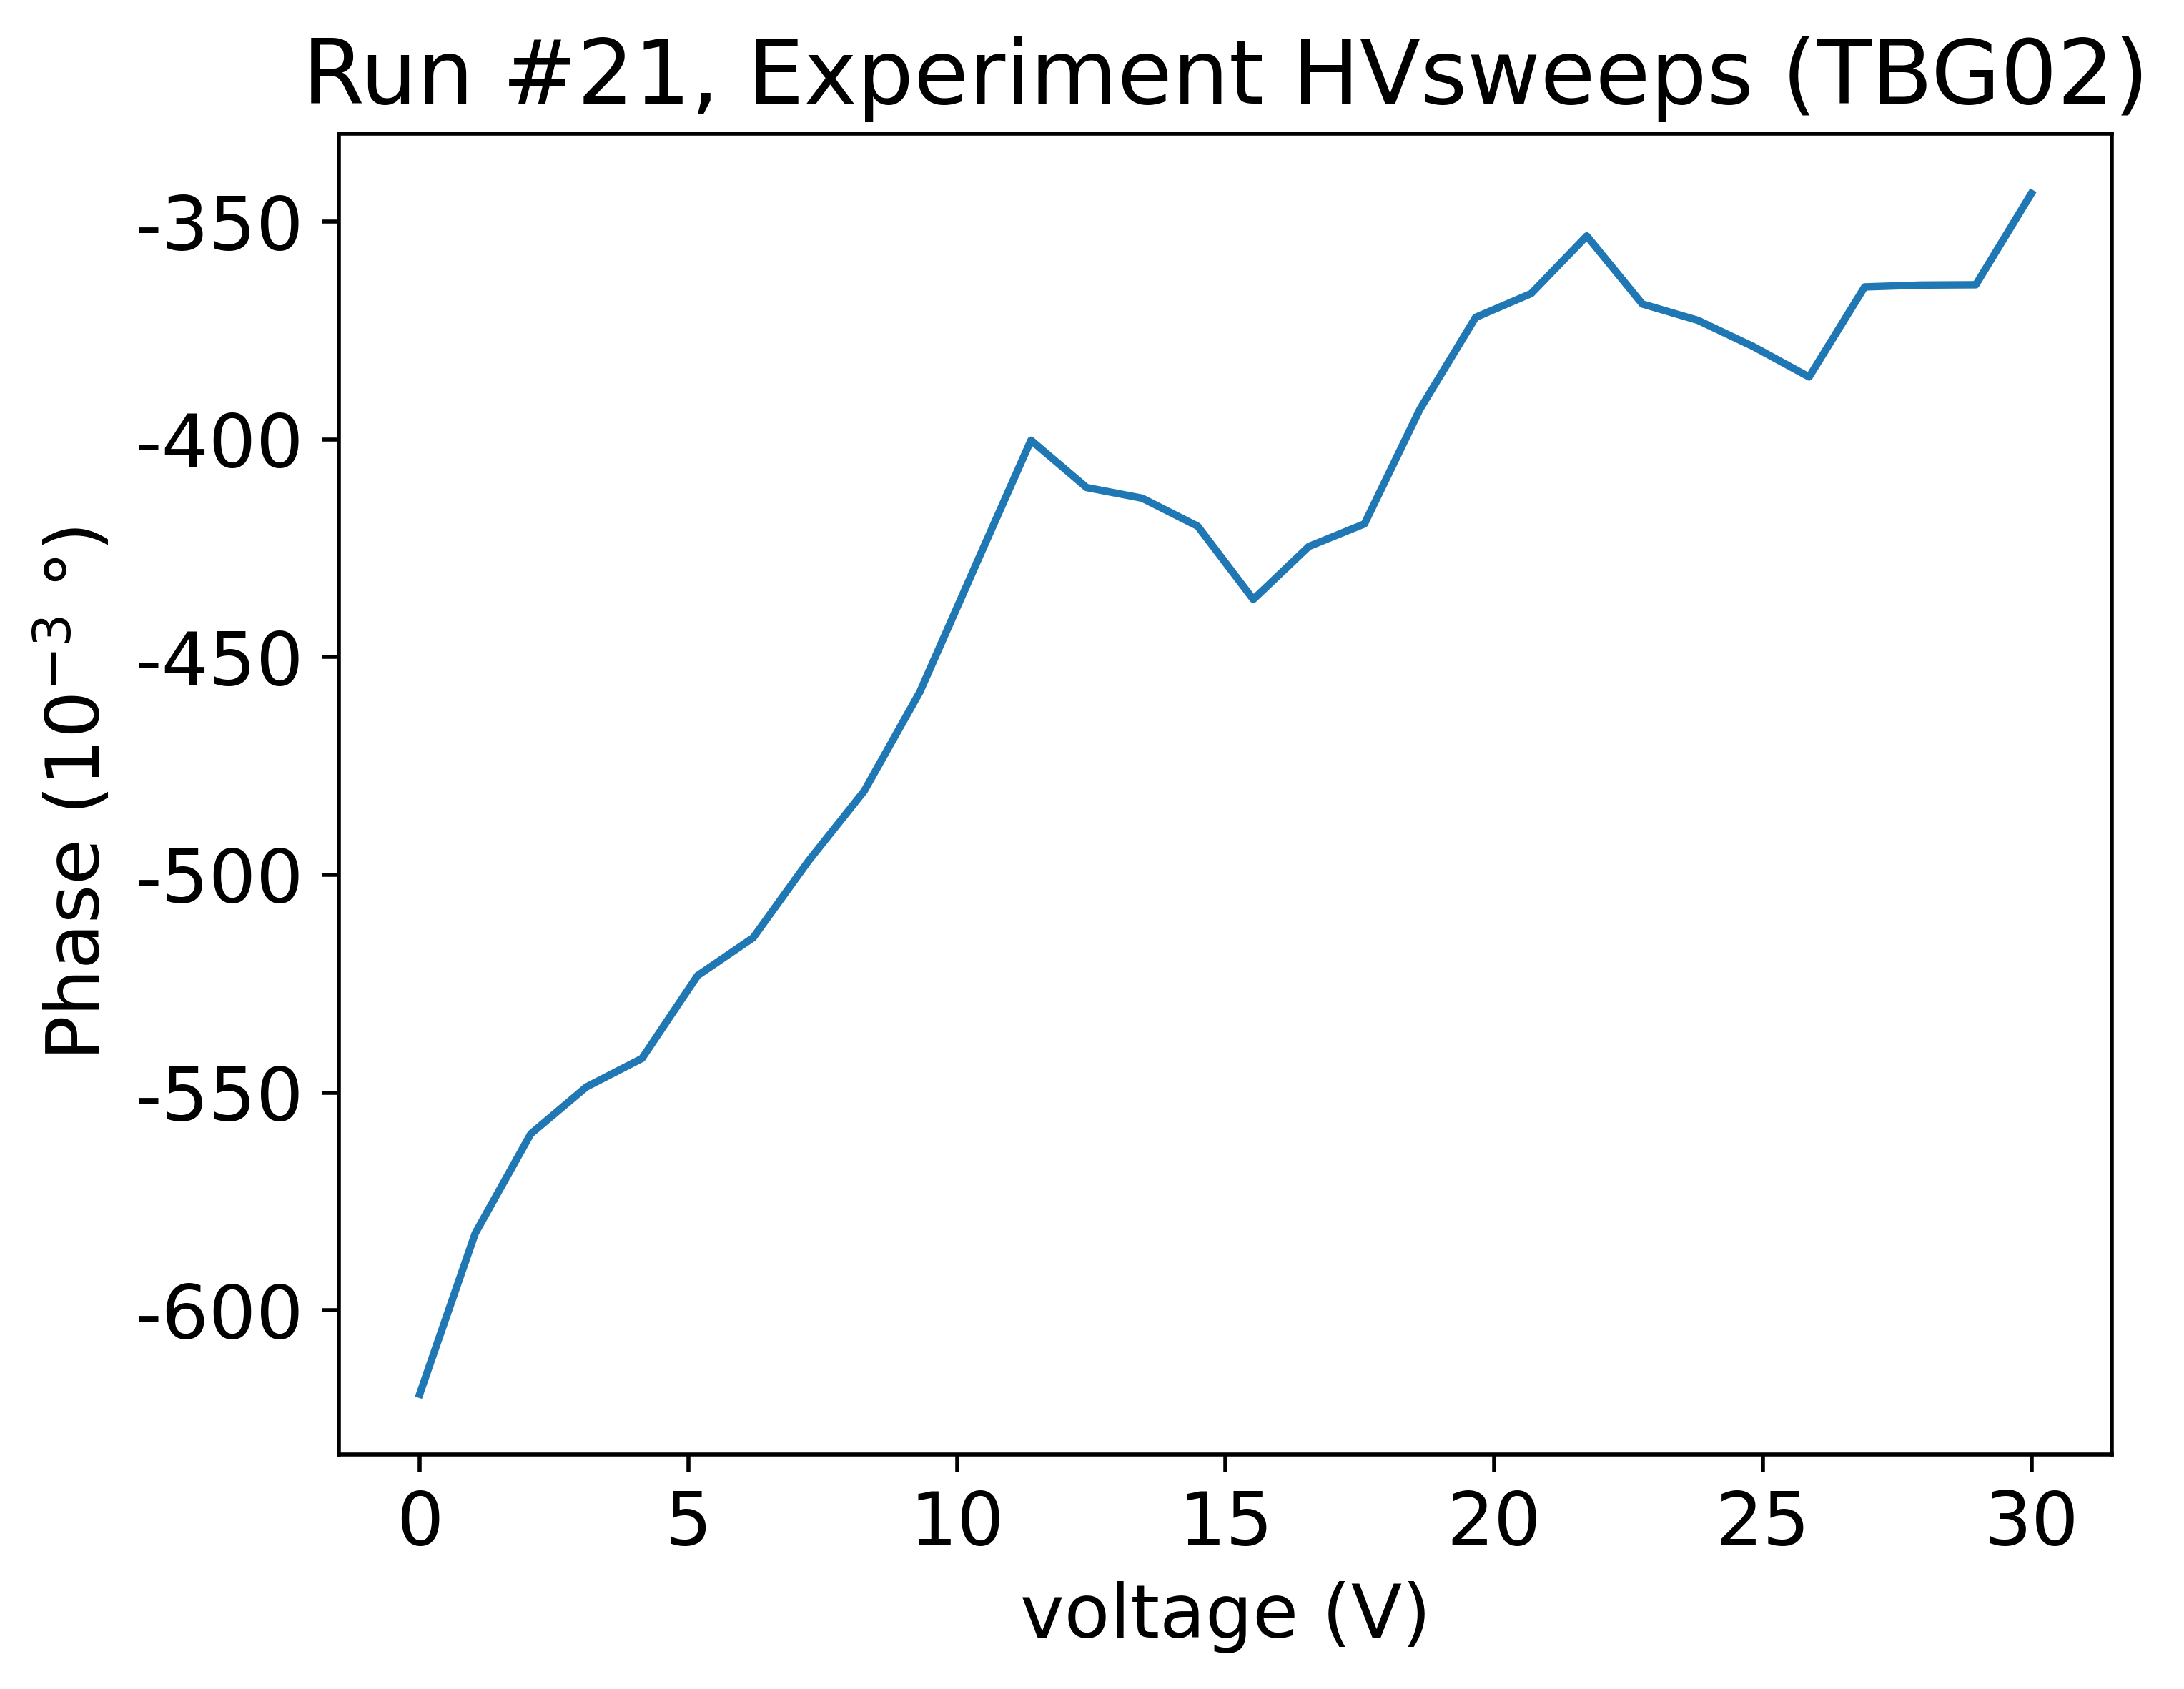 Run #21, Experiment HVsweeps (TBG02)
Phase (10⁻³ °)
-350
-400
-450
-500
-550
-600
0 5 10 15 20 25 30
voltage (V)